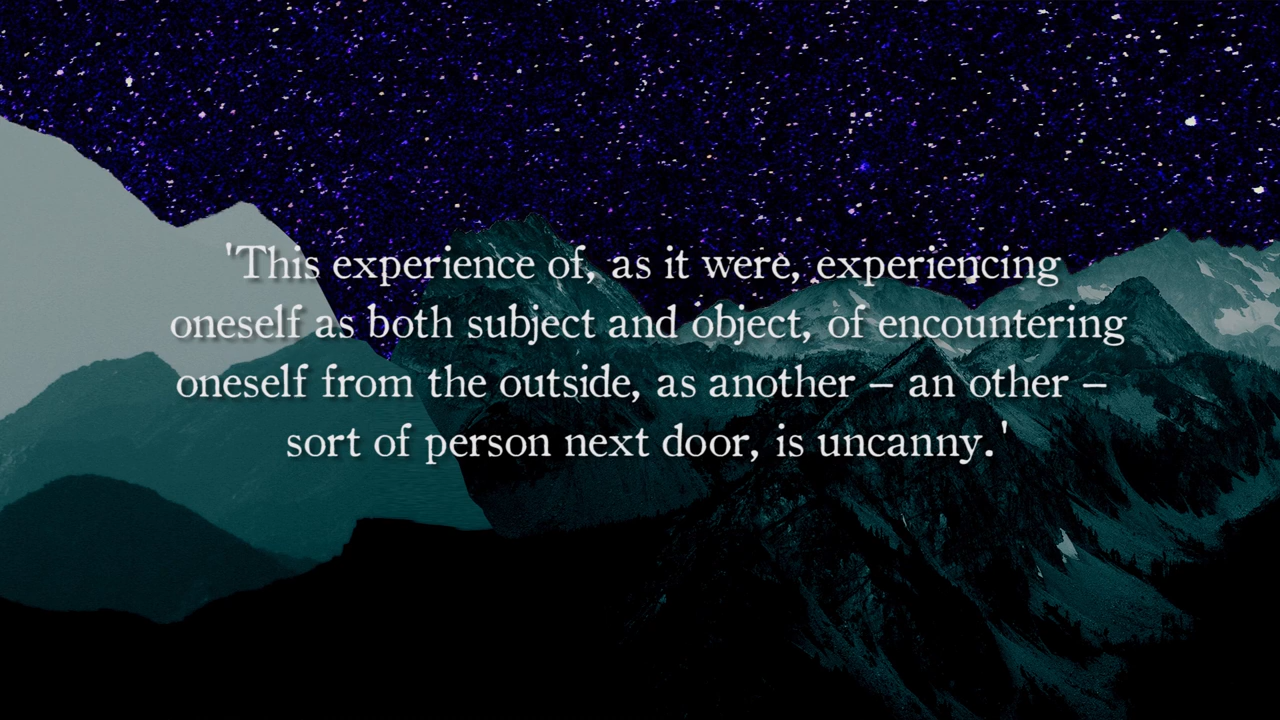 'This experience of, as it were, experiencing
oneself as both subject and object, of encountering
oneself from the outside, as another – an other –
sort of person next door, is uncanny.'